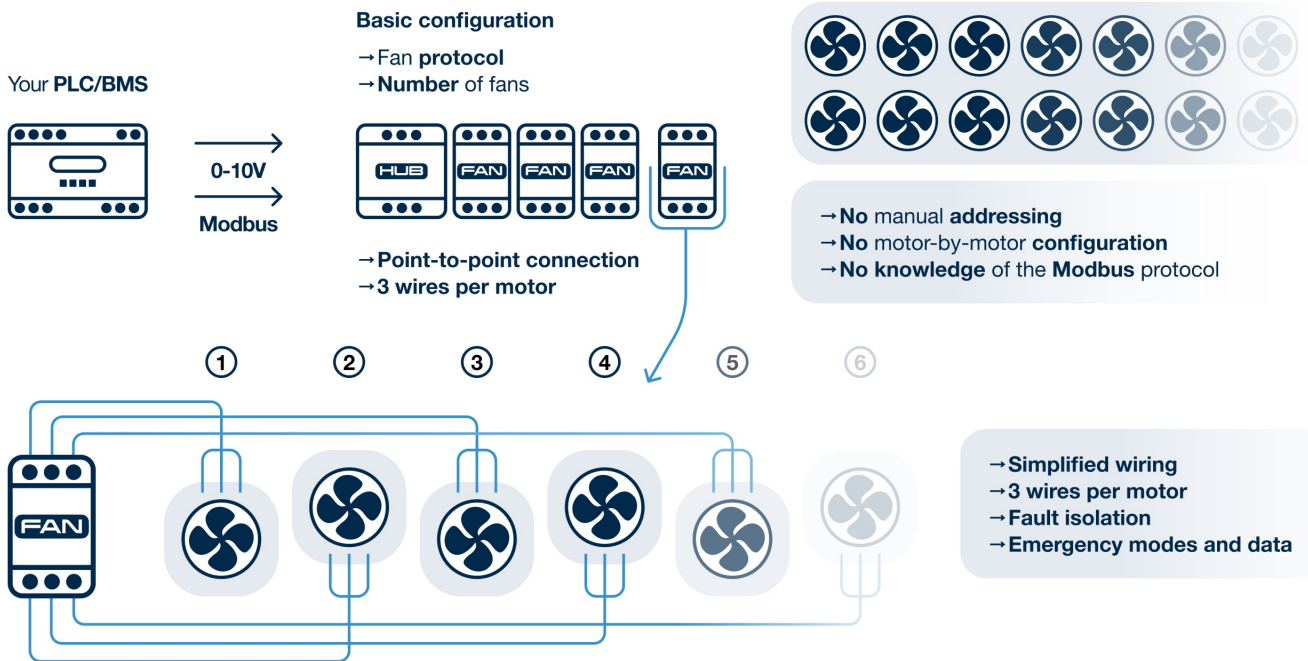 Basic configuration
→Fan protocol
→Number of fans
Your PLC/BMS
0-10V
Modbus
HUB
FAN
FAN
FAN
FAN
→Point-to-point connection
→3 wires per motor
→No manual addressing
→No motor-by-motor configuration
→No knowledge of the Modbus protocol
1
2
3
4
5
6
FAN
→Simplified wiring
→3 wires per motor
→Fault isolation
→Emergency modes and data